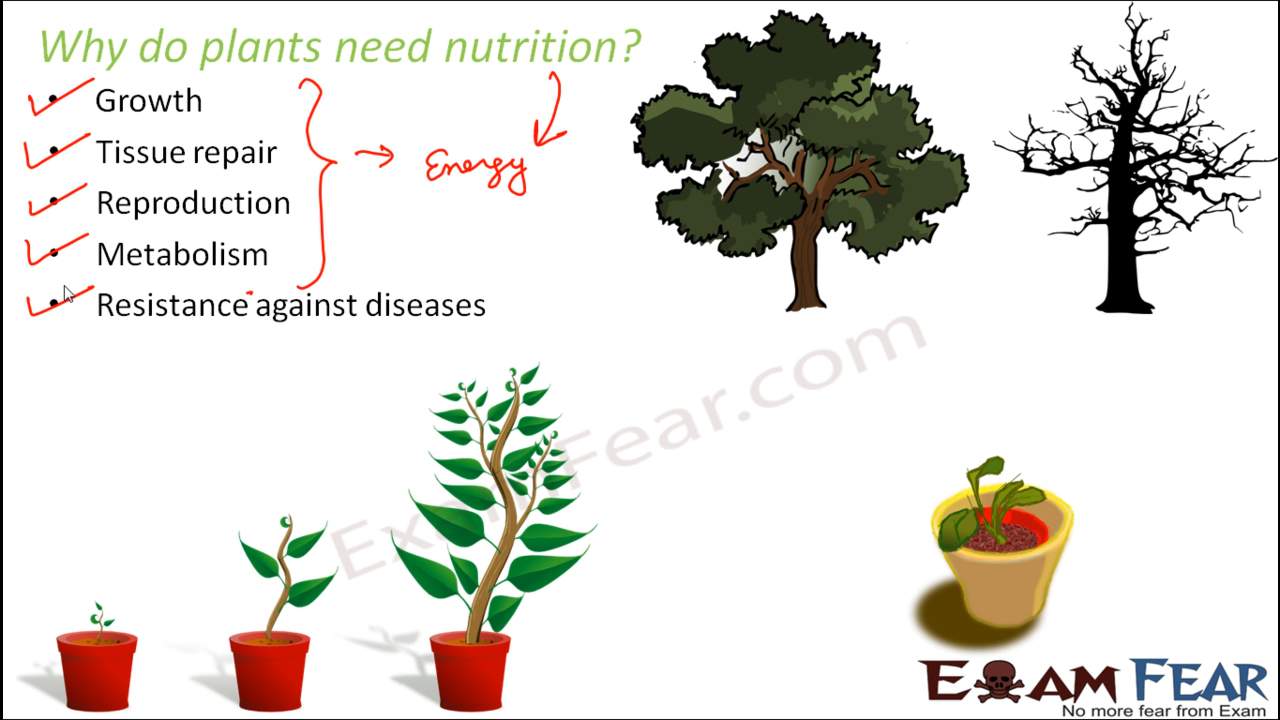 Why do plants need nutrition?
• Growth
• Tissue repair
• Reproduction
• Metabolism
• Resistance against diseases
Energy
ExamFear.com
EXAM FEAR
No more fear from Exam